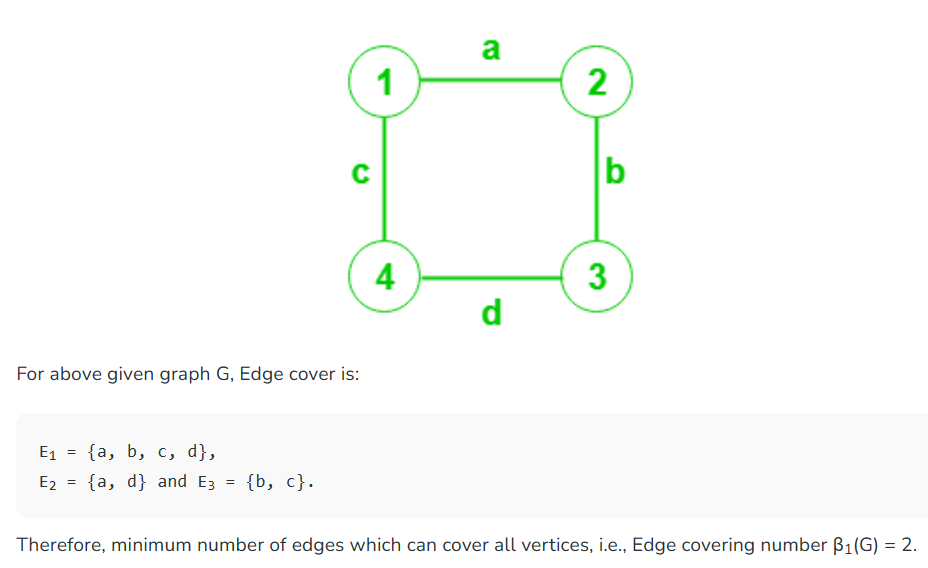 a
1
2
c
b
4
3
d
For above given graph G, Edge cover is:
E₁ = {a, b, c, d},
E₂ = {a, d} and E₃ = {b, c}.
Therefore, minimum number of edges which can cover all vertices, i.e., Edge covering number β₁(G) = 2.